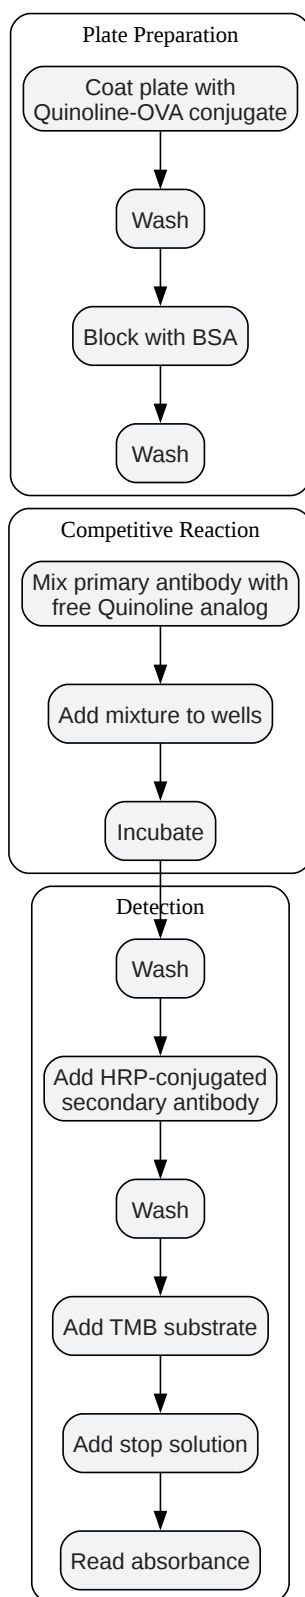 Plate Preparation
Coat plate with
Quinoline-OVA conjugate
Wash
Block with BSA
Wash
Competitive Reaction
Mix primary antibody with
free Quinoline analog
Add mixture to wells
Incubate
Detection
Wash
Add HRP-conjugated
secondary antibody
Wash
Add TMB substrate
Add stop solution
Read absorbance